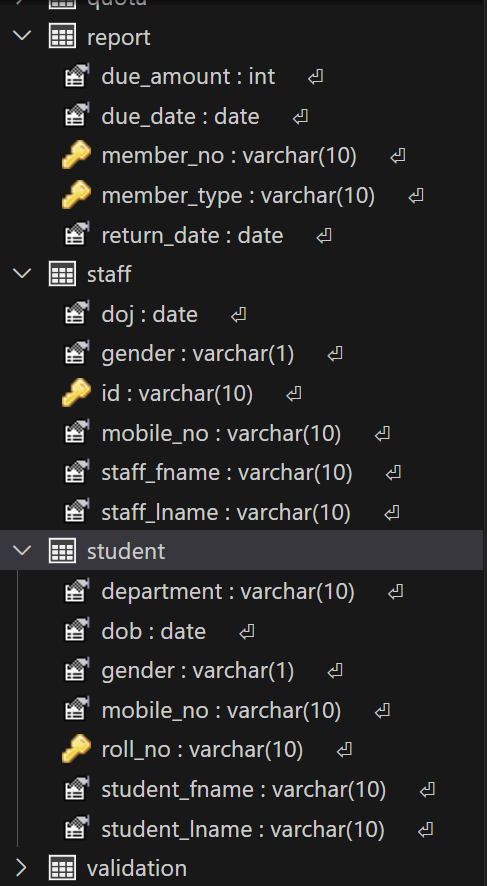 quota
report
due_amount : int
due_date : date
member_no : varchar(10)
member_type : varchar(10)
return_date : date
staff
doj : date
gender : varchar(1)
id : varchar(10)
mobile_no : varchar(10)
staff_fname : varchar(10)
staff_lname : varchar(10)
student
department : varchar(10)
dob : date
gender : varchar(1)
mobile_no : varchar(10)
roll_no : varchar(10)
student_fname : varchar(10)
student_lname : varchar(10)
validation